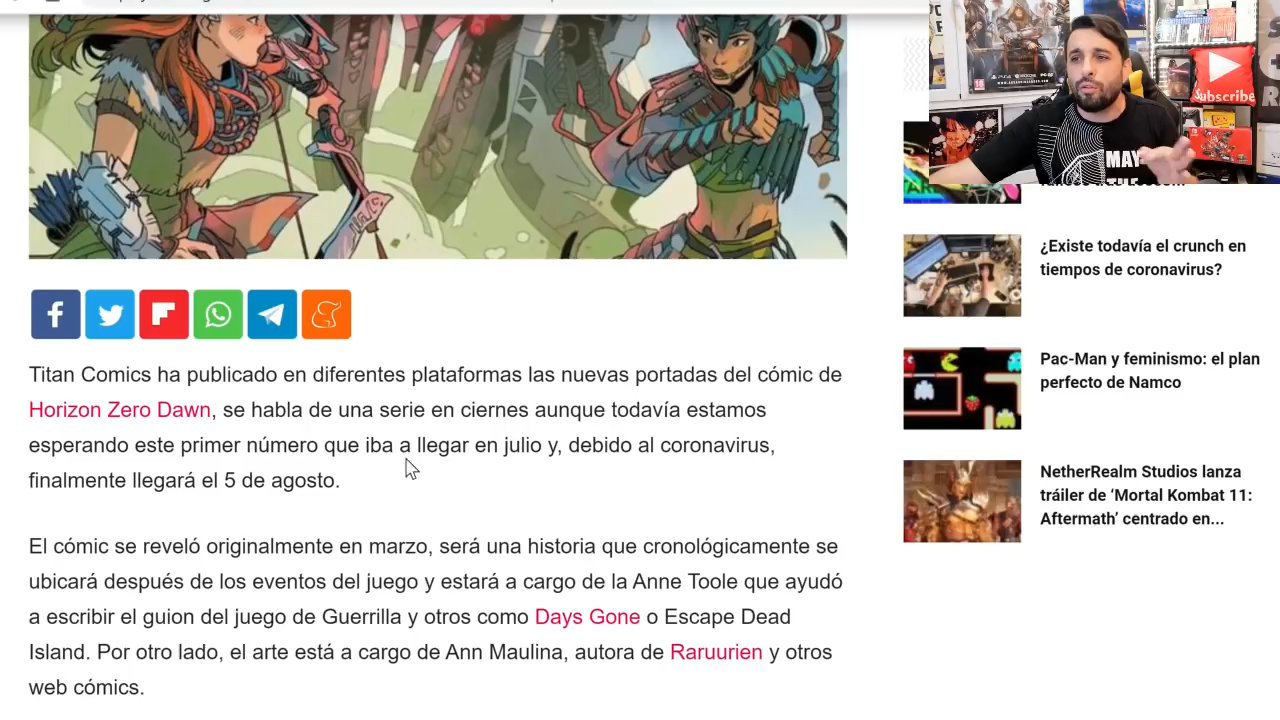 Subscribe
MAY
¿Existe todavía el crunch en
tiempos de coronavirus?
Pac-Man y feminismo: el plan
perfecto de Namco
NetherRealm Studios lanza
tráiler de ‘Mortal Kombat 11:
Aftermath’ centrado en...
Titan Comics ha publicado en diferentes plataformas las nuevas portadas del cómic de
Horizon Zero Dawn, se habla de una serie en ciernes aunque todavía estamos
esperando este primer número que iba a llegar en julio y, debido al coronavirus,
finalmente llegará el 5 de agosto.
El cómic se reveló originalmente en marzo, será una historia que cronológicamente se
ubicará después de los eventos del juego y estará a cargo de la Anne Toole que ayudó
a escribir el guion del juego de Guerrilla y otros como Days Gone o Escape Dead
Island. Por otro lado, el arte está a cargo de Ann Maulina, autora de Raruurien y otros
web cómics.